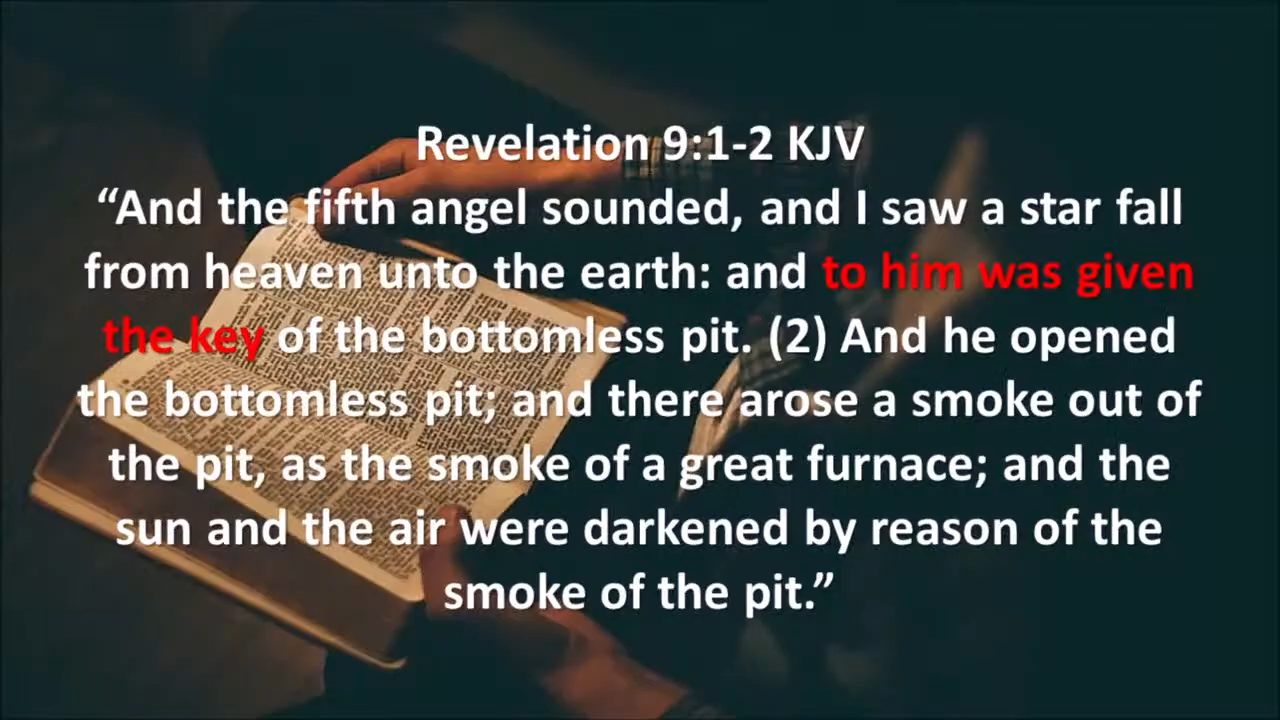 Revelation 9:1-2 KJV
“And the fifth angel sounded, and I saw a star fall
from heaven unto the earth: and to him was given
the key of the bottomless pit. (2) And he opened
the bottomless pit; and there arose a smoke out of
the pit, as the smoke of a great furnace; and the
sun and the air were darkened by reason of the
smoke of the pit.”